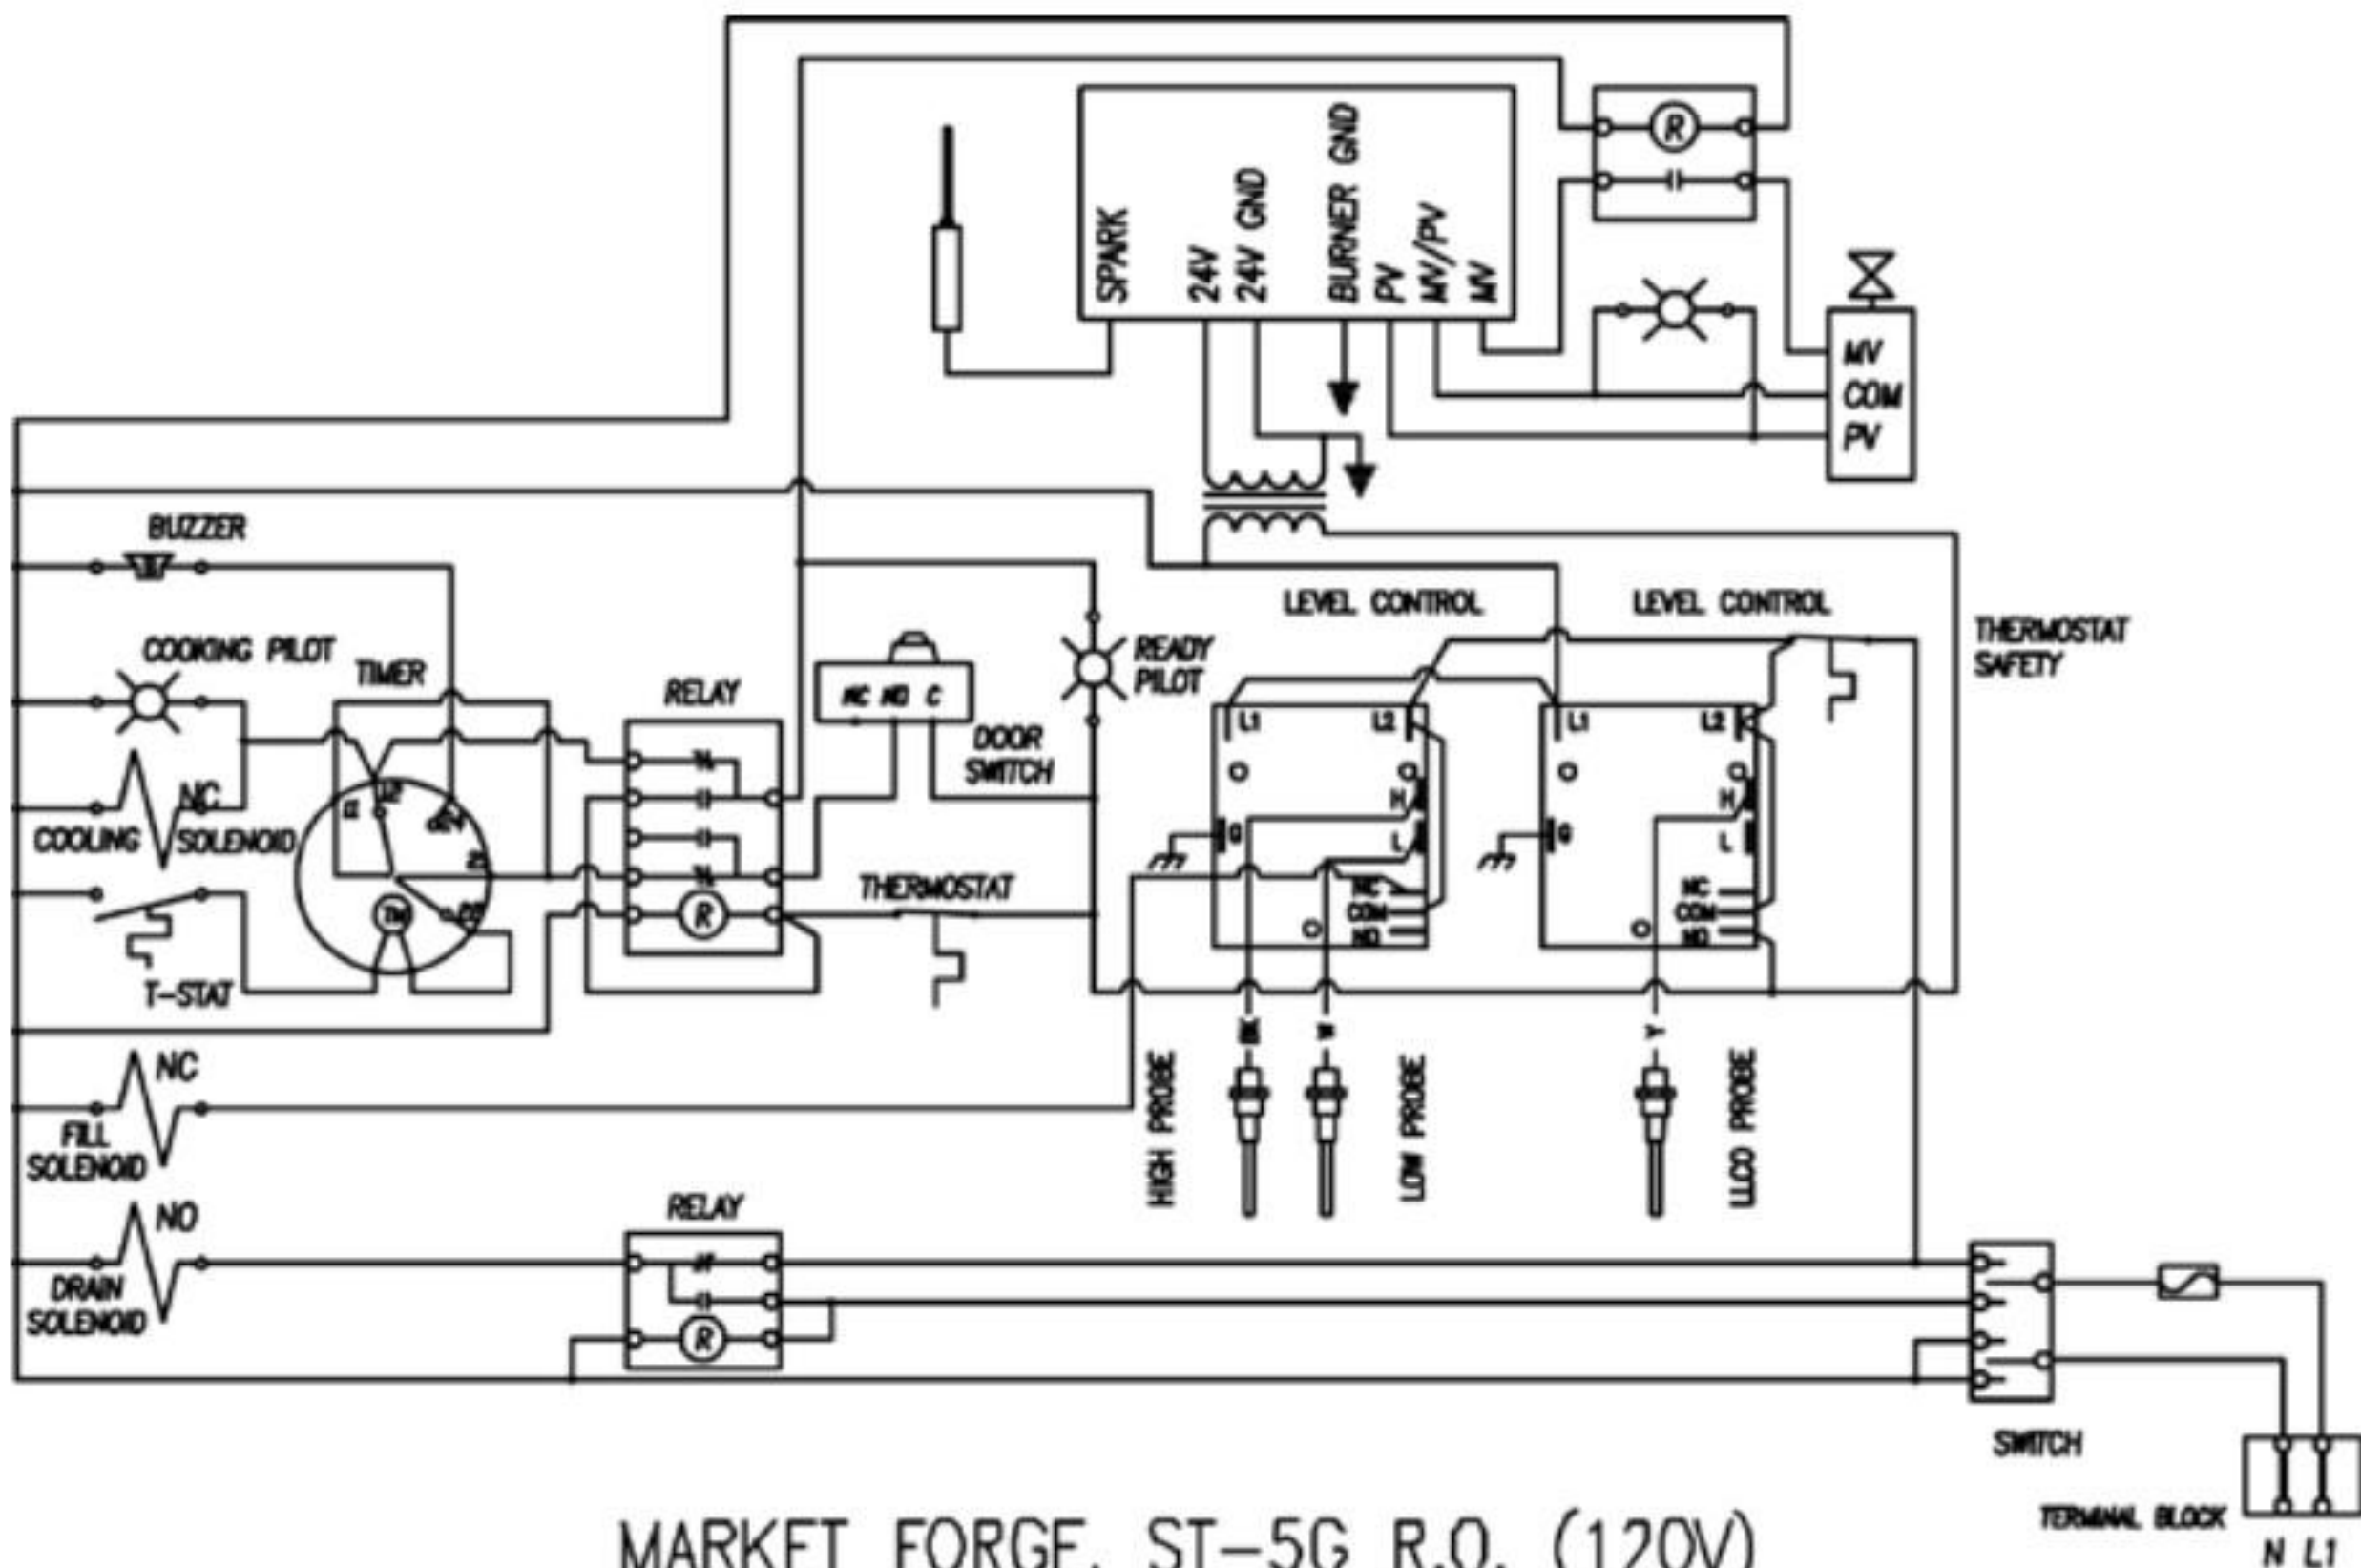 SPARK
24V
24V GND
BURNER GND
PV
MV/PV
MV
R
MV
COM
PV
BUZZER
COOKING PILOT
TIMER
RELAY
NC NO C
DOOR
SWITCH
READY
PILOT
LEVEL CONTROL
LEVEL CONTROL
THERMOSTAT
SAFETY
L1
L2
H
G
L
NC
COM
NO
L1
L2
H
G
L
NC
COM
NO
NC
COOLING SOLENOID
TM
R
THERMOSTAT
T-STAT
NC
FILL
SOLENOID
BK
W
Y
HIGH PROBE
LOW PROBE
LLCO PROBE
NO
DRAIN
SOLENOID
RELAY
R
SWITCH
TERMINAL BLOCK
N L1
MARKET FORGE, ST-5G R.O. (120V)